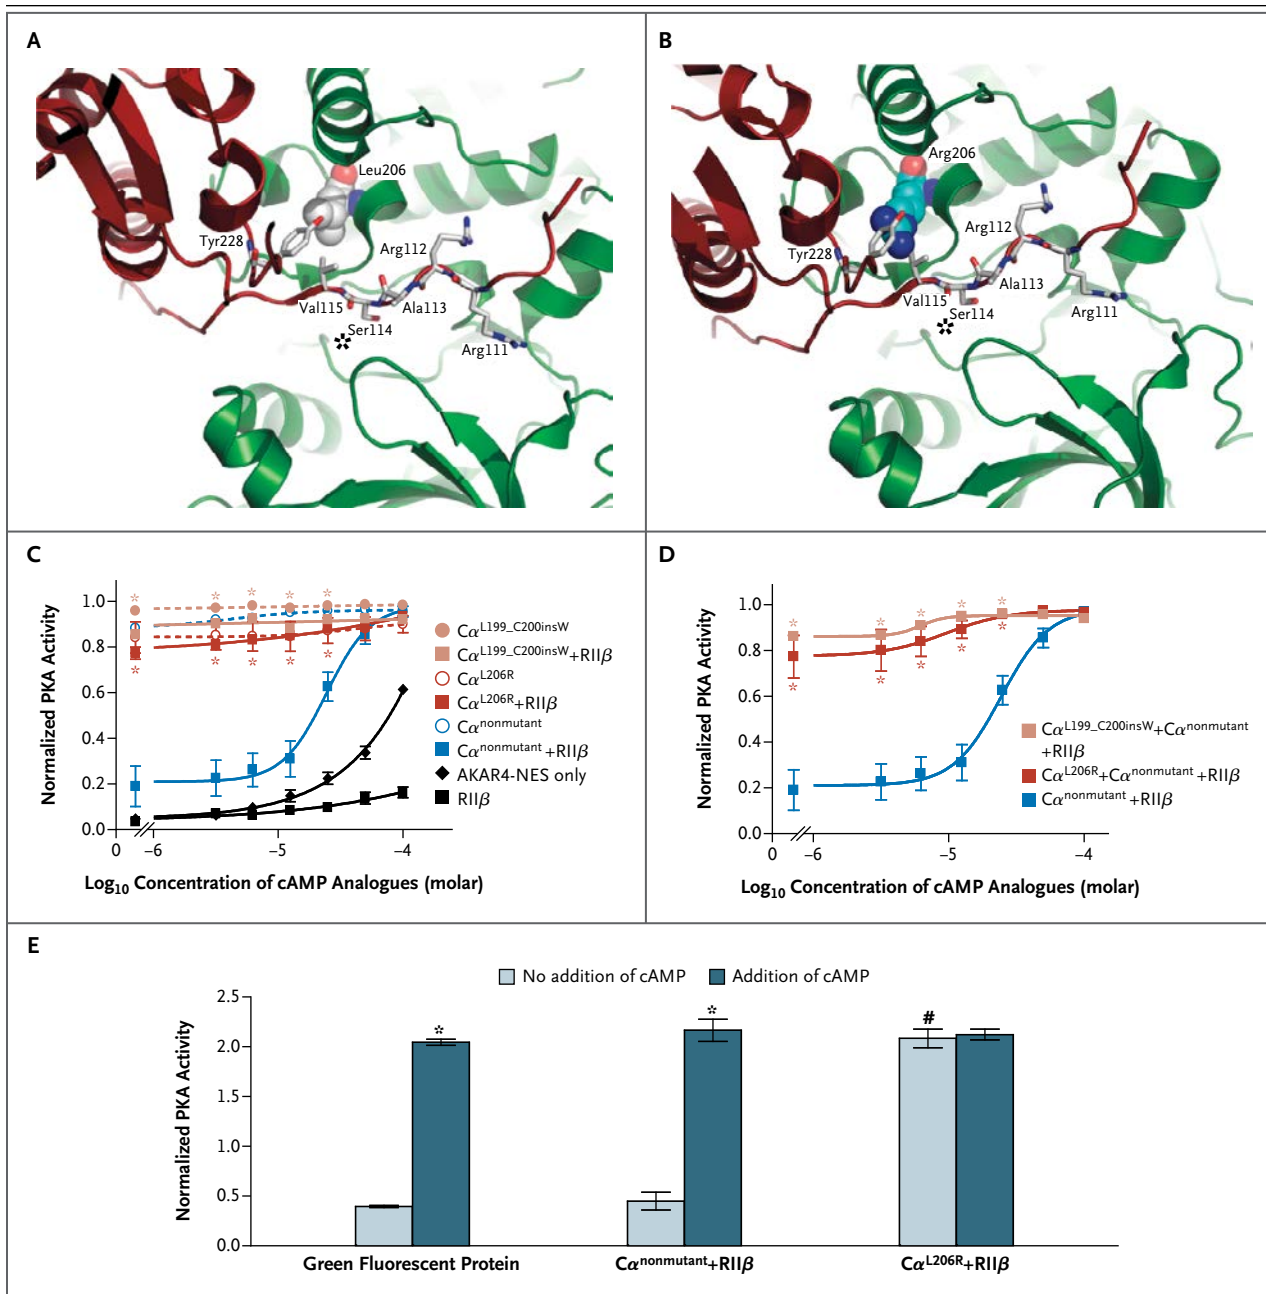 A
Leu206
Tyr228
Arg112
Val115
Ala113
Ser114
*
Arg111
B
Arg206
Tyr228
Arg112
Val115
Ala113
Ser114
*
Arg111
C
Normalized PKA Activity
1.0
0.8
0.6
0.4
0.2
0.0
0
−6
−5
−4
Log10 Concentration of cAMP Analogues (molar)
CαL199_C200insW
CαL199_C200insW+RIIβ
CαL206R
CαL206R+RIIβ
Cαnonmutant
Cαnonmutant+RIIβ
AKAR4-NES only
RIIβ
D
Normalized PKA Activity
1.0
0.8
0.6
0.4
0.2
0.0
0
−6
−5
−4
Log10 Concentration of cAMP Analogues (molar)
CαL199_C200insW+Cαnonmutant
+RIIβ
CαL206R+Cαnonmutant+RIIβ
Cαnonmutant+RIIβ
E
No addition of cAMP
Addition of cAMP
Normalized PKA Activity
2.5
2.0
1.5
1.0
0.5
0.0
*
*
#
Green Fluorescent Protein
Cαnonmutant+RIIβ
CαL206R+RIIβ